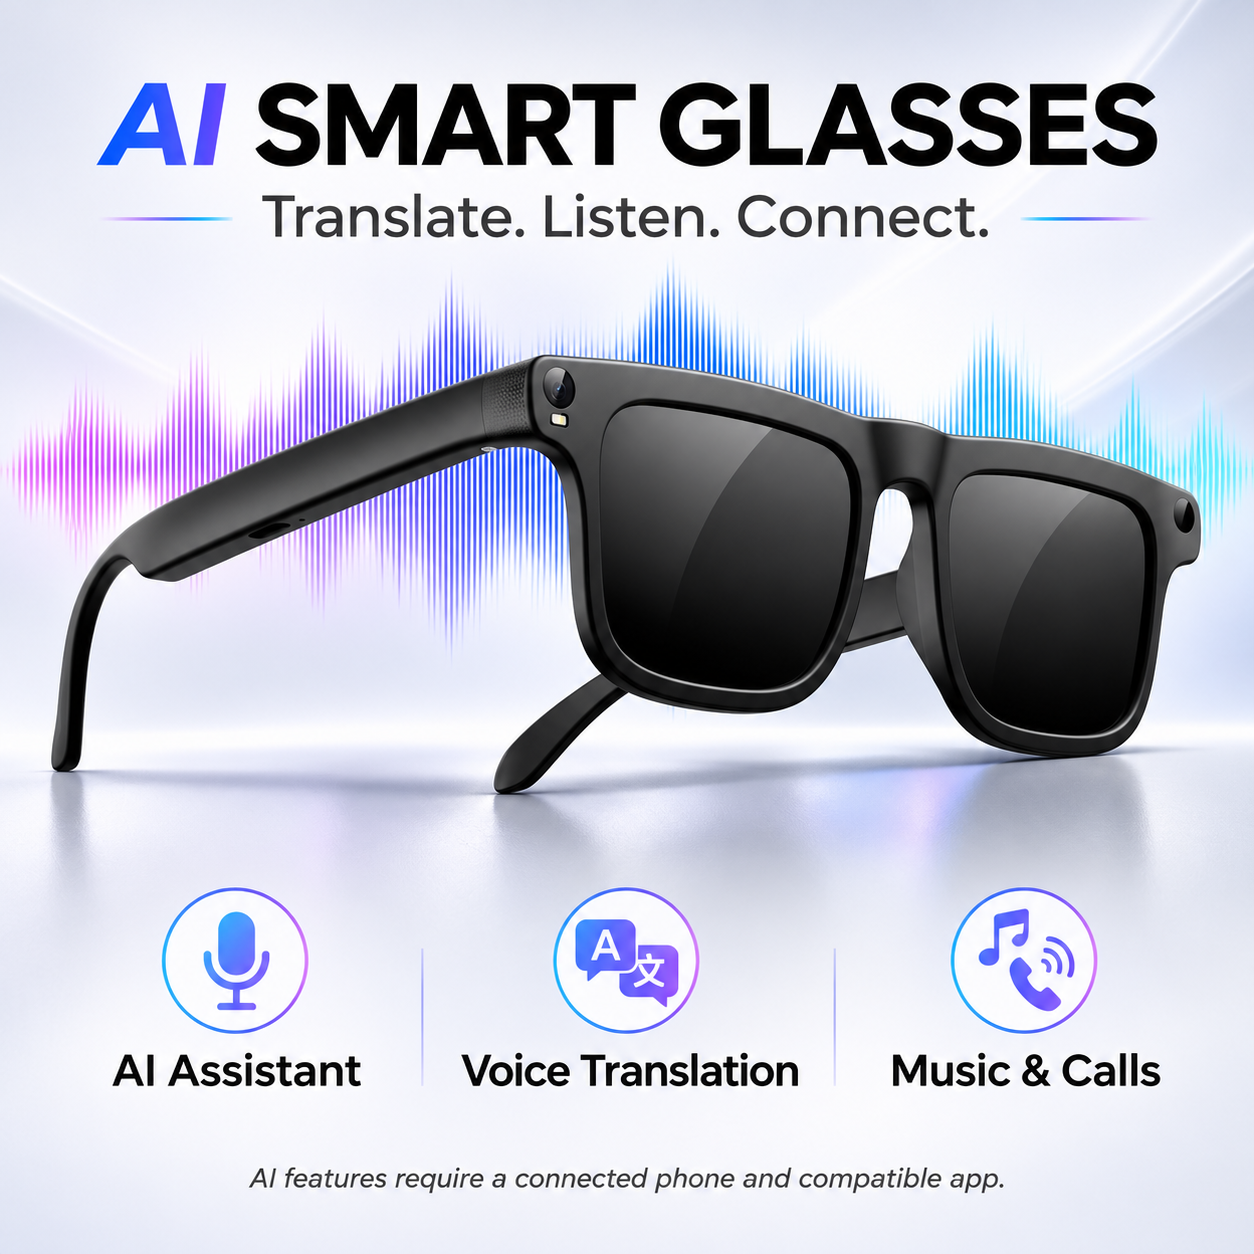 AI SMART GLASSES
Translate. Listen. Connect.
A
文
AI Assistant
Voice Translation
Music & Calls
AI features require a connected phone and compatible app.